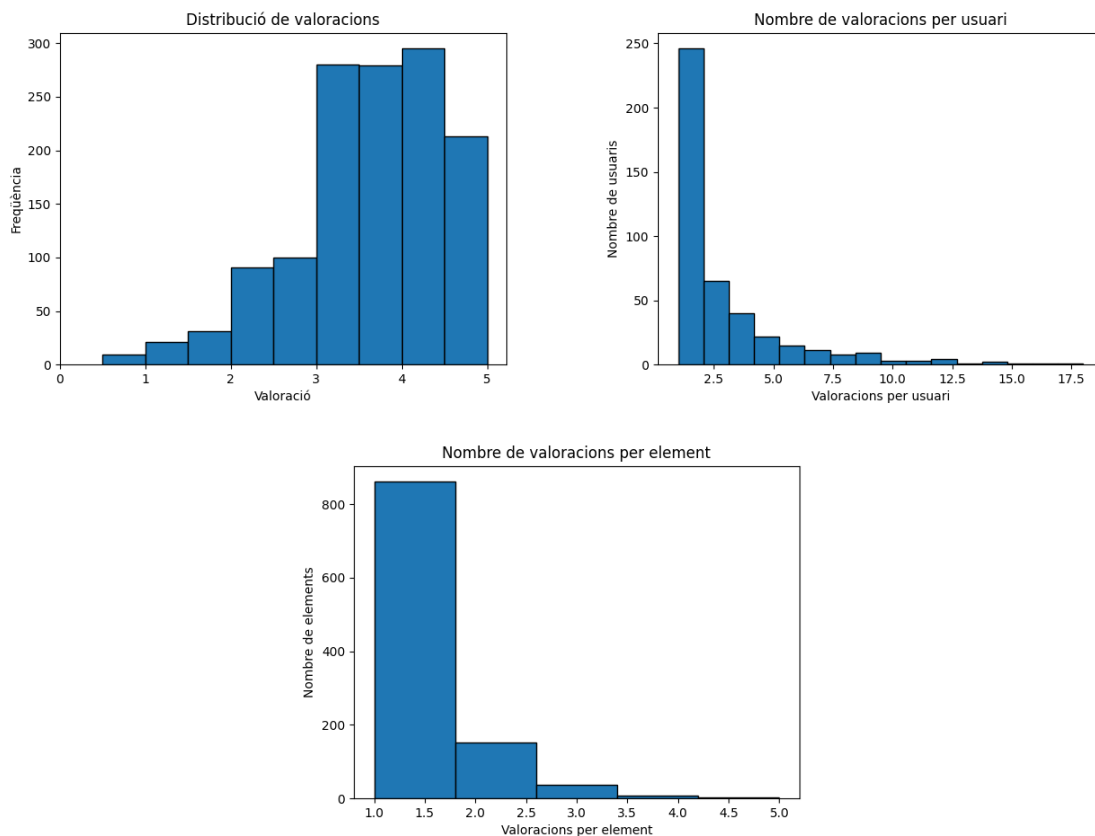 Distribució de valoracions
300
250
200
150
100
50
0
Freqüència
0 1 2 3 4 5
Valoració
Nombre de valoracions per usuari
250
200
150
100
50
0
Nombre de usuaris
2.5 5.0 7.5 10.0 12.5 15.0 17.5
Valoracions per usuari
Nombre de valoracions per element
800
600
400
200
0
Nombre de elements
1.0 1.5 2.0 2.5 3.0 3.5 4.0 4.5 5.0
Valoracions per element